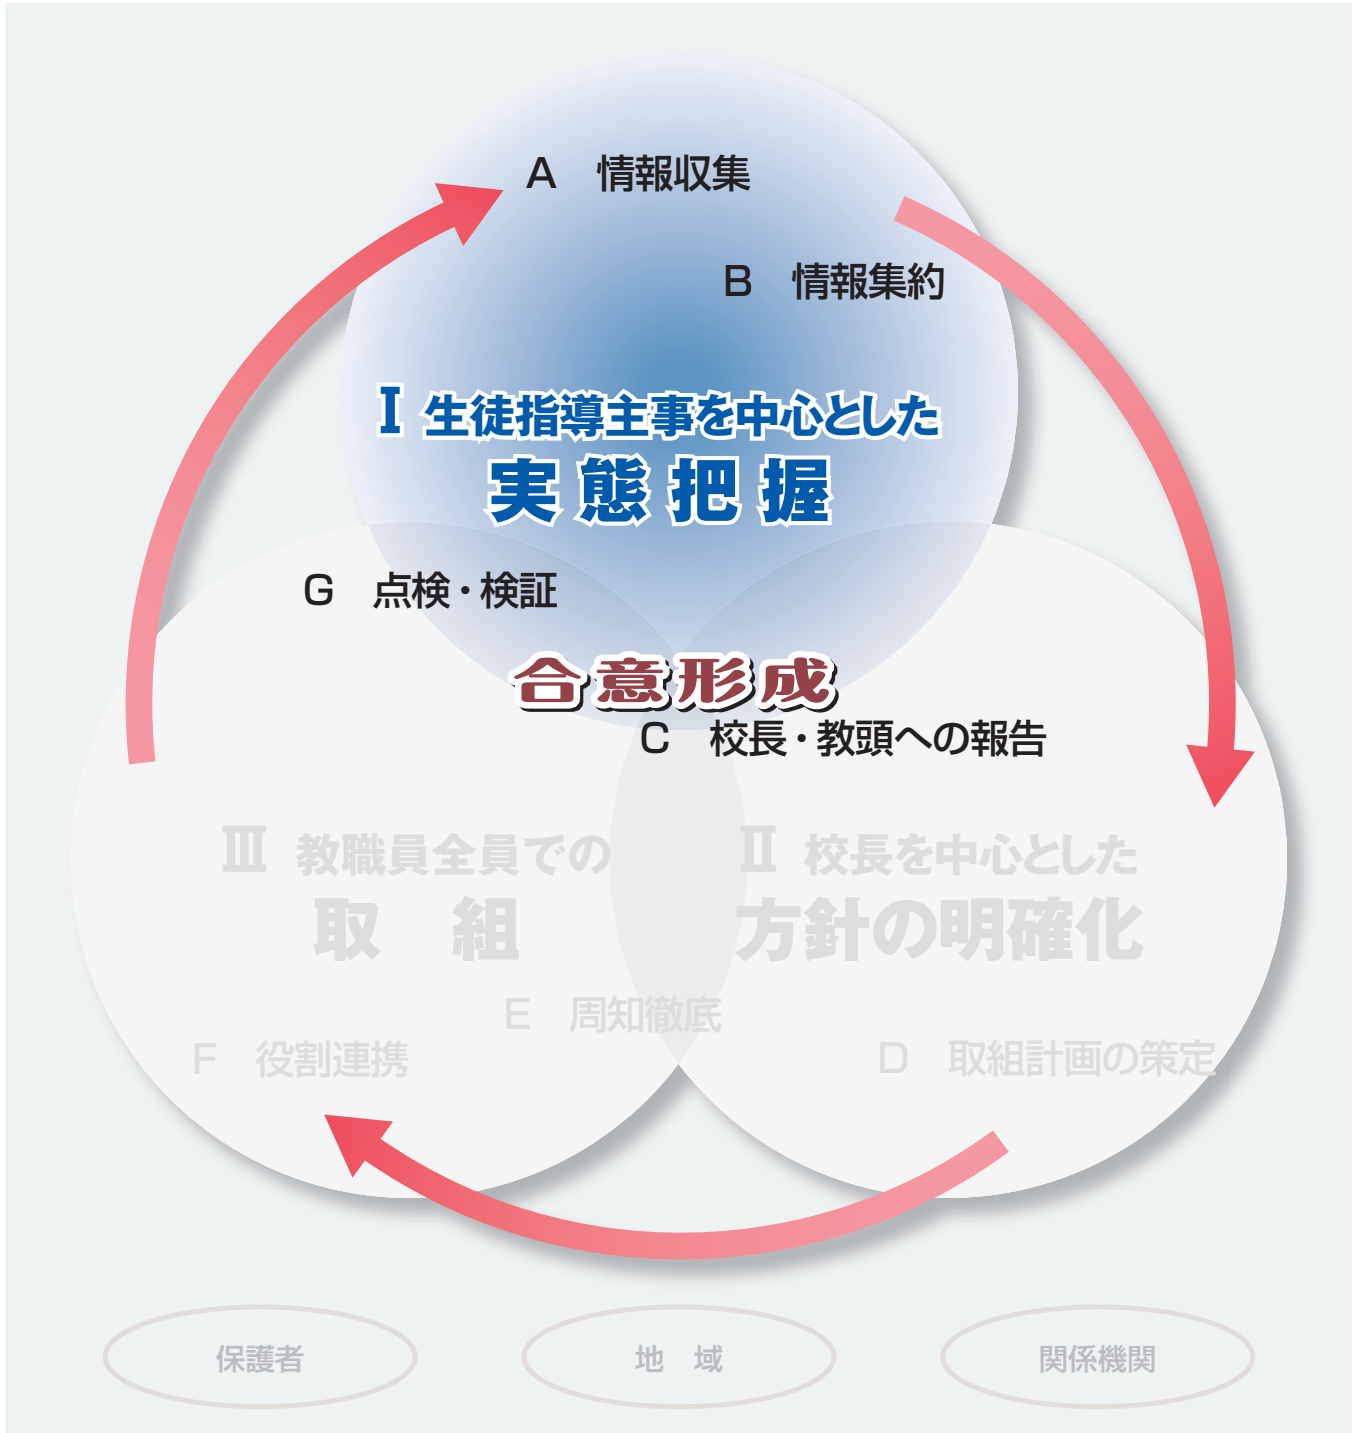 A 情報収集
B 情報集約
Ⅰ 生徒指導主事を中心とした
実態把握
G 点検・検証
合意形成
C 校長・教頭への報告
Ⅲ 教職員全員での
取 組
Ⅱ 校長を中心とした
方針の明確化
E 周知徹底
F 役割連携
D 取組計画の策定
保護者
地 域
関係機関